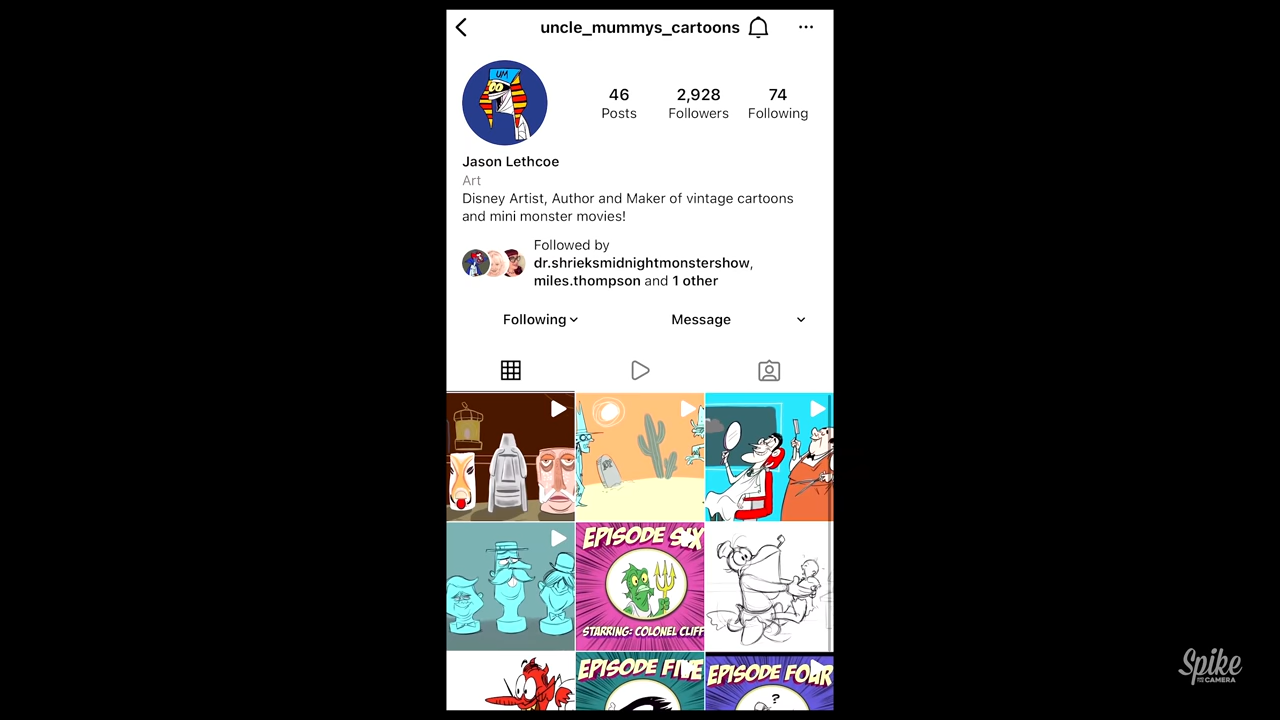 uncle_mummys_cartoons
UM
46
2,928
74
Posts
Followers
Following
Jason Lethcoe
Art
Disney Artist, Author and Maker of vintage cartoons
and mini monster movies!
Followed by
dr.shrieksmidnightmonstershow,
miles.thompson and 1 other
Following
Message
EPISODE SIX
STARRING: COLONEL CLIFF
EPISODE FIVE
EPISODE FOUR
?
Spike
CAMERA